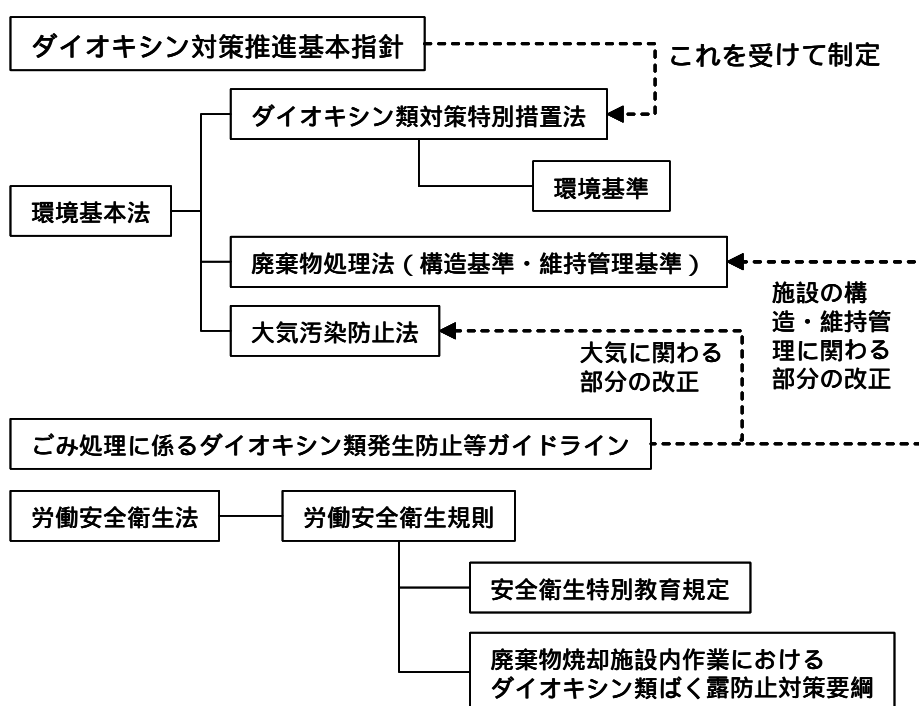 ダイオキシン対策推進基本指針
これを受けて制定
ダイオキシン類対策特別措置法
環境基準
環境基本法
廃棄物処理法（構造基準・維持管理基準）
施設の構
造・維持管
理に関わる
部分の改正
大気汚染防止法
大気に関わる
部分の改正
ごみ処理に係るダイオキシン類発生防止等ガイドライン
労働安全衛生法
労働安全衛生規則
安全衛生特別教育規定
廃棄物焼却施設内作業における
ダイオキシン類ばく露防止対策要綱